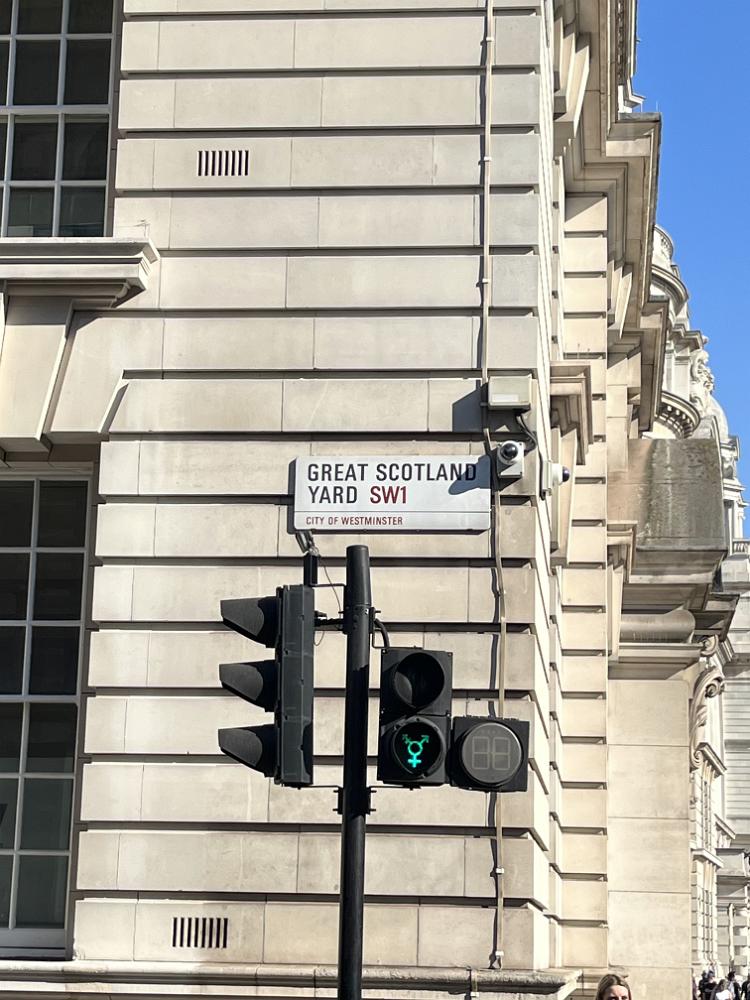 GREAT SCOTLAND
YARD SW1
CITY OF WESTMINSTER